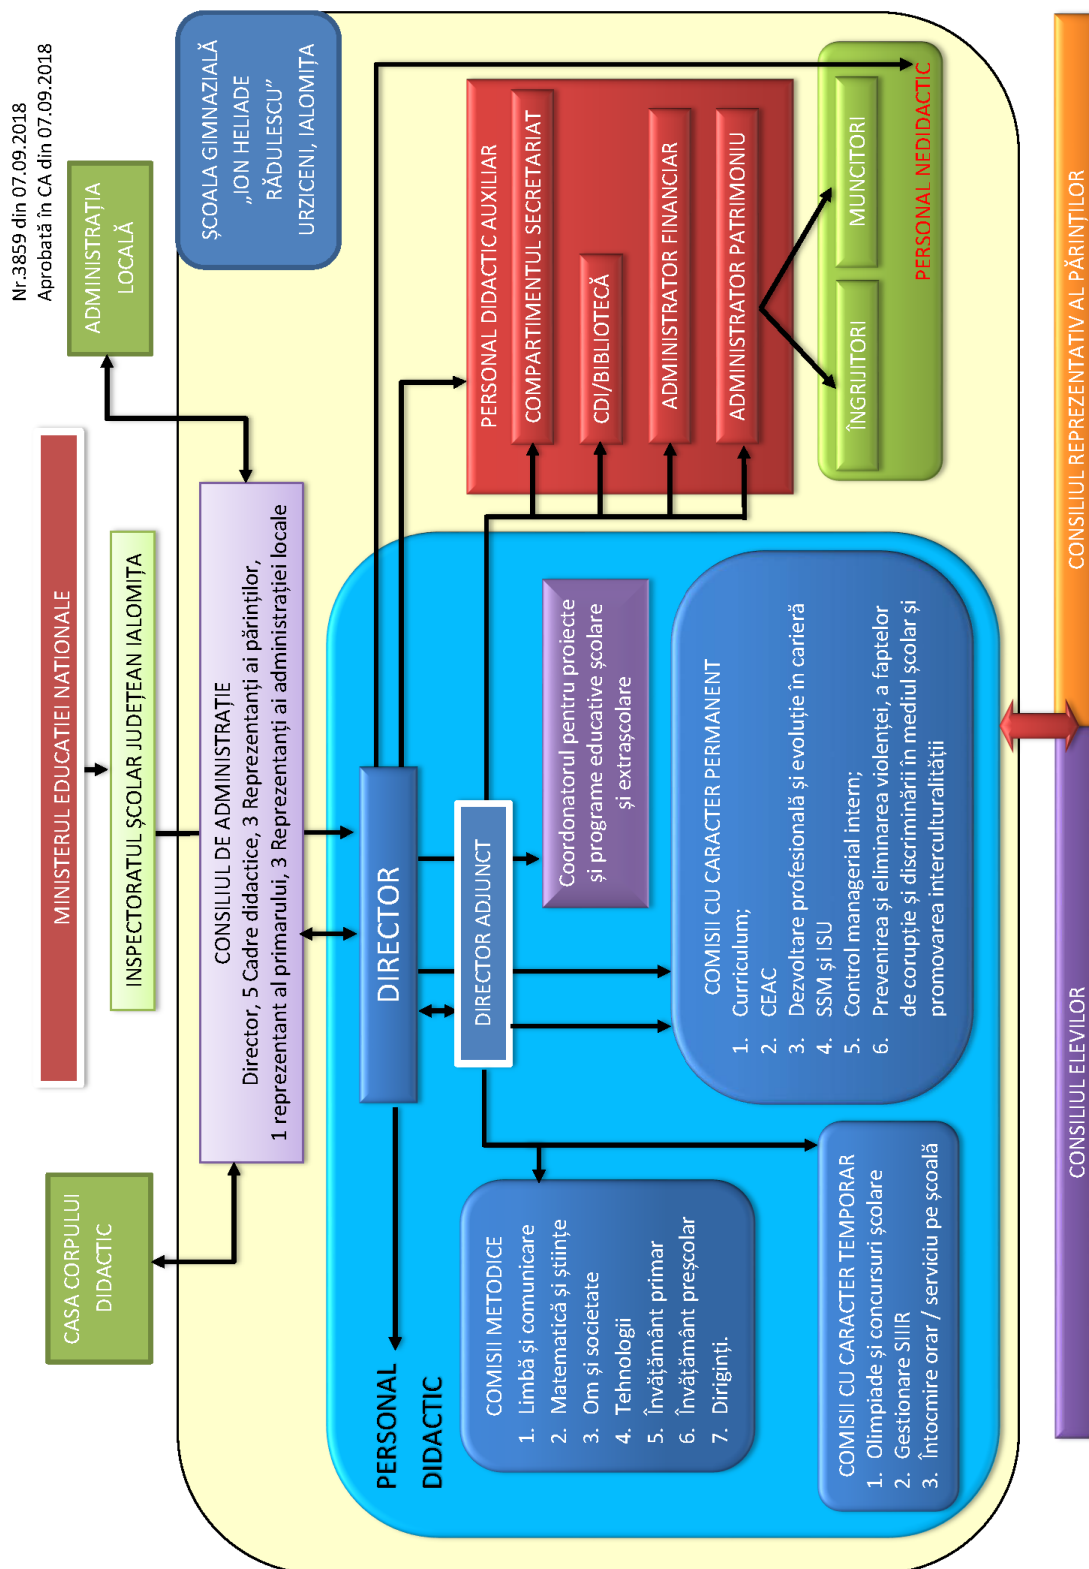 Nr.3859 din 07.09.2018
Aprobată în CA din 07.09.2018
MINISTERUL EDUCATIEI NATIONALE
CASA CORPULUI
DIDACTIC
INSPECTORATUL ȘCOLAR JUDEȚEAN IALOMIȚA
ADMINISTRAȚIA
LOCALĂ
ȘCOALA GIMNAZIALĂ
„ION HELIADE
RĂDULESCU”
URZICENI, IALOMIȚA
CONSILIUL DE ADMINISTRAȚIE
Director, 5 Cadre didactice, 3 Reprezentanți ai părinților,
1 reprezentant al primarului, 3 Reprezentanți ai administrației locale
DIRECTOR
PERSONAL
DIDACTIC
DIRECTOR ADJUNCT
Coordonatorul pentru proiecte
și programe educative școlare
și extrașcolare
COMISII METODICE
1. Limbă și comunicare
2. Matematică și științe
3. Om și societate
4. Tehnologii
5. Învățământ primar
6. Învățământ preșcolar
7. Diriginți.
COMISII CU CARACTER PERMANENT
1. Curriculum;
2. CEAC
3. Dezvoltare profesională și evoluție în carieră
4. SSM și ISU
5. Control managerial intern;
6. Prevenirea și eliminarea violenței, a faptelor
de corupție și discriminării în mediul școlar și
promovarea interculturalității
COMISII CU CARACTER TEMPORAR
1. Olimpiade și concursuri școlare
2. Gestionare SIIIR
3. Întocmire orar / serviciu pe școală
PERSONAL DIDACTIC AUXILIAR
COMPARTIMENTUL SECRETARIAT
CDI/BIBLIOTECĂ
ADMINISTRATOR FINANCIAR
ADMINISTRATOR PATRIMONIU
ÎNGRIJITORI
MUNCITORI
PERSONAL NEDIDACTIC
CONSILIUL ELEVILOR
CONSILIUL REPREZENTATIV AL PĂRINȚILOR